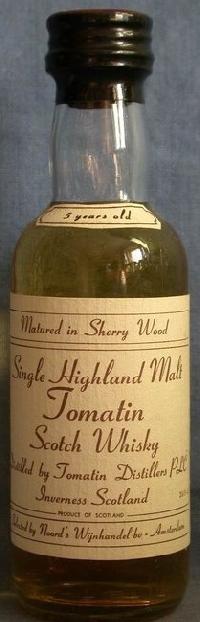 5 years old
Matured in Sherry Wood
Single Highland Malt
Tomatin
Scotch Whisky
Distilled by Tomatin Distillers P.L.C
Inverness Scotland
PRODUCT OF SCOTLAND
Selected by Noord's Wijnhandel bv - Amsterdam